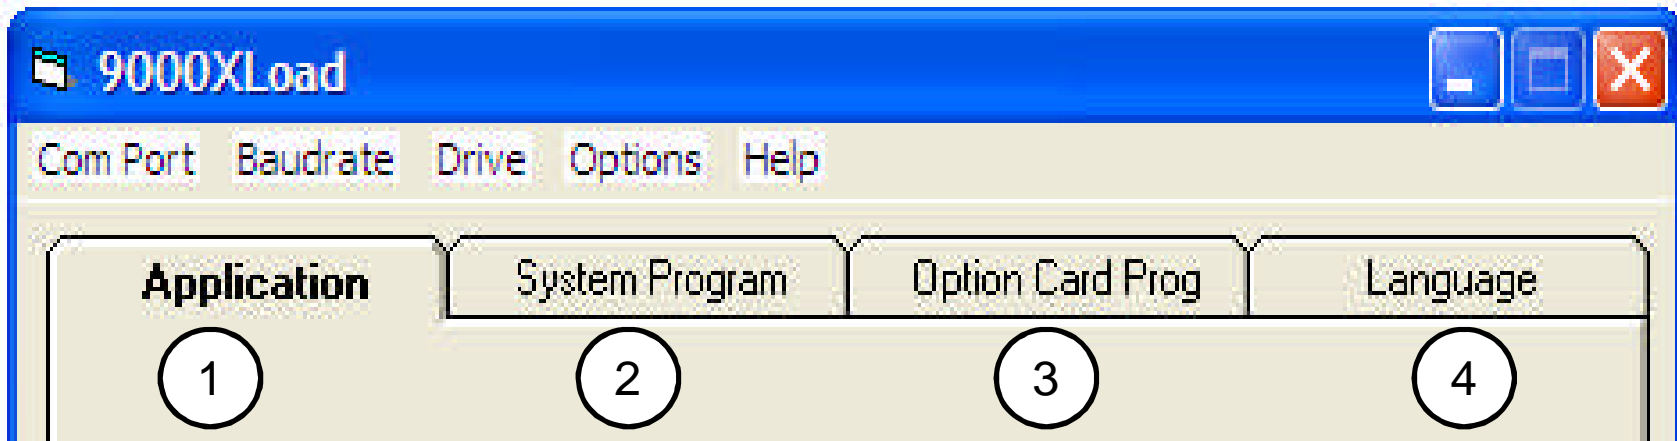 9000XLoad
Com Port Baudrate Drive Options Help
Application System Program Option Card Prog Language
1 2 3 4